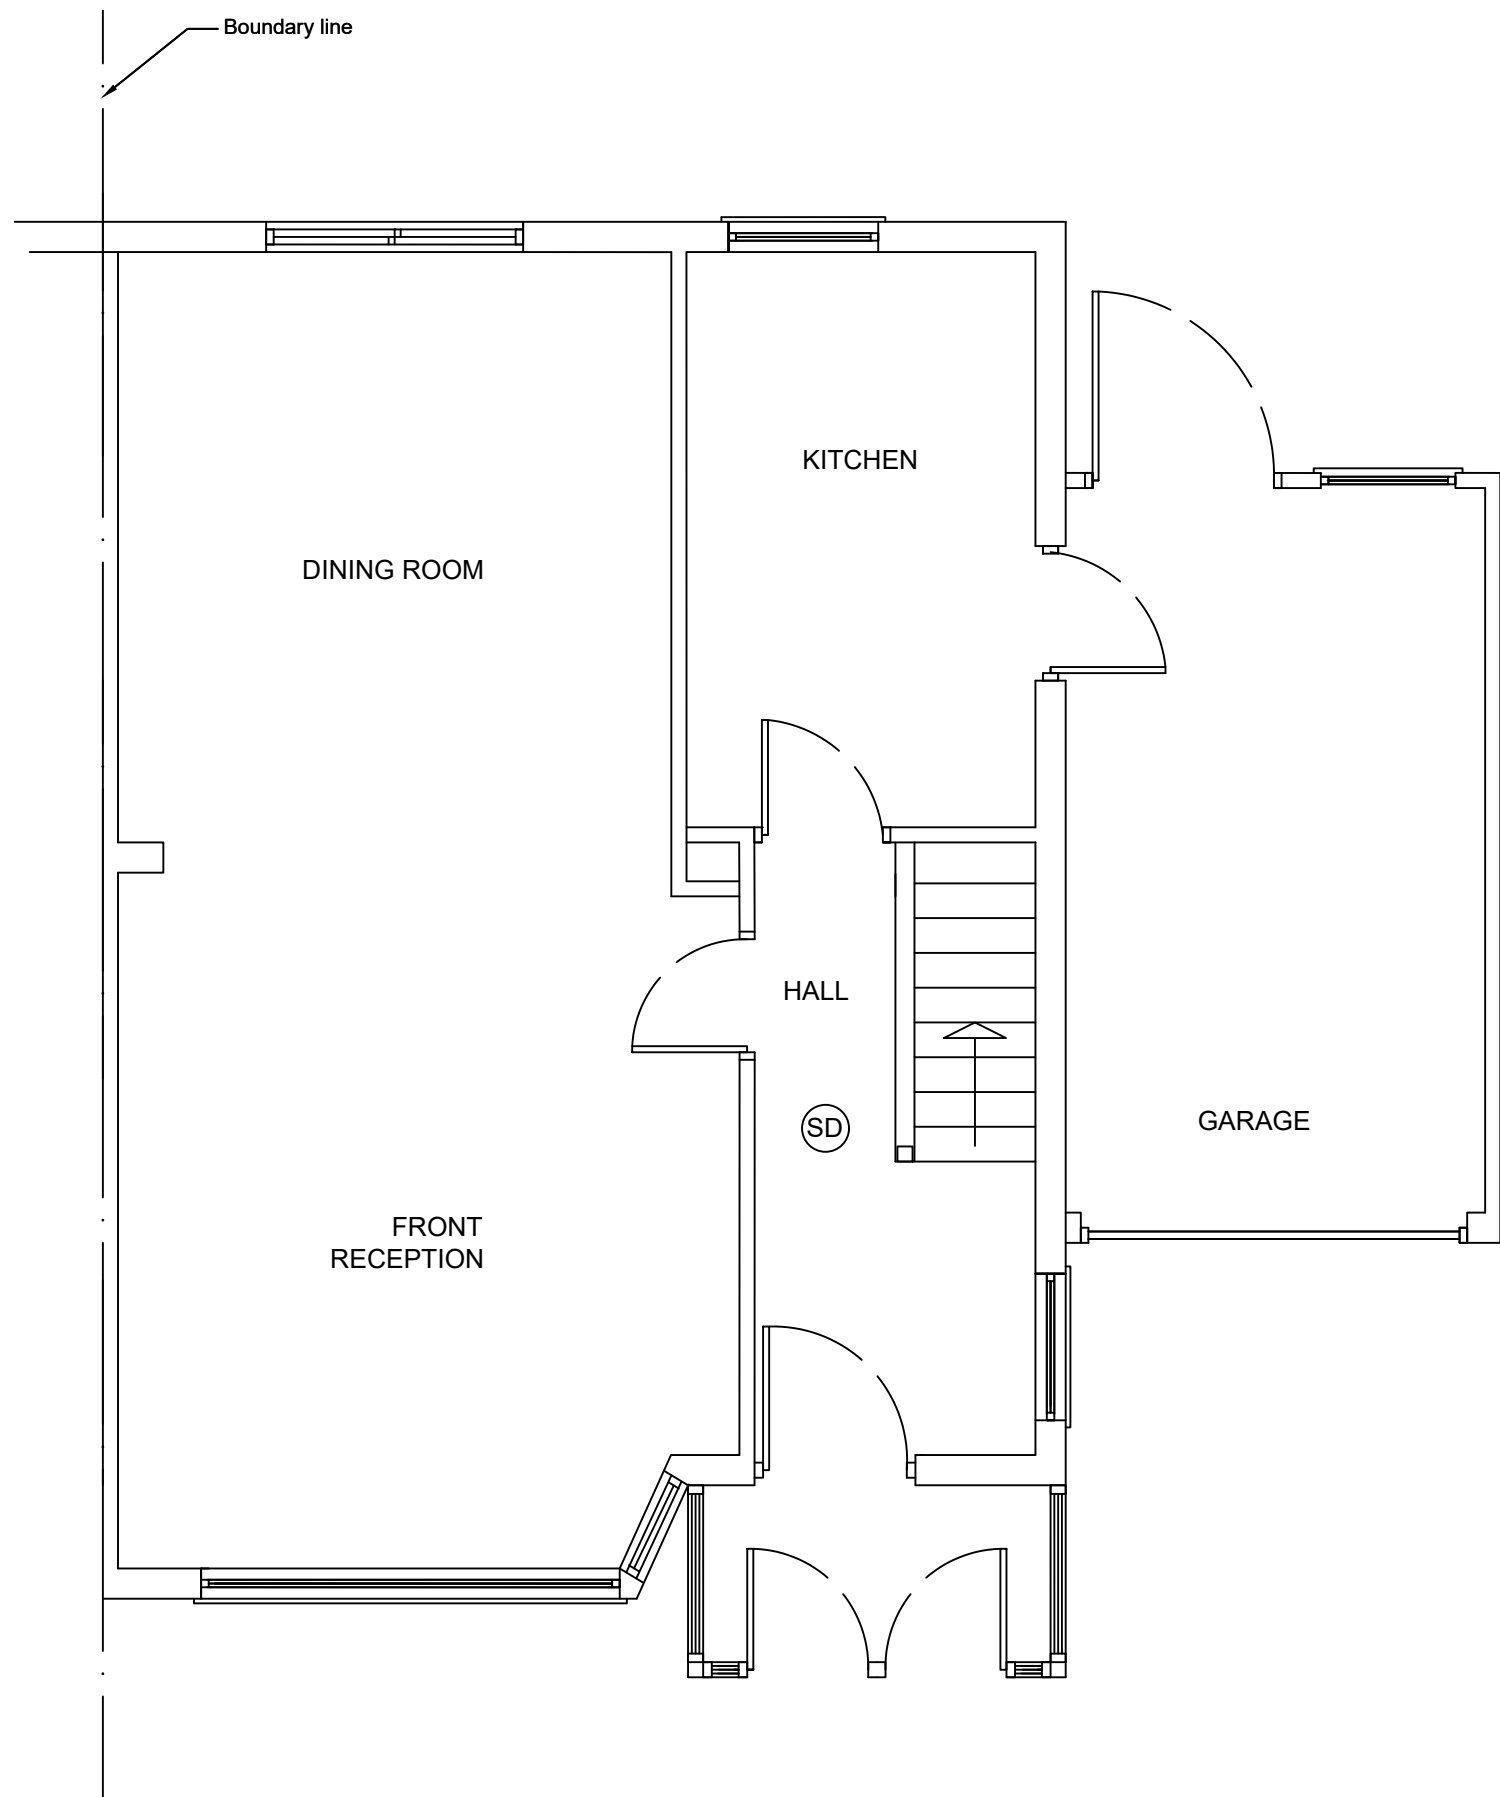 Boundary line
KITCHEN
DINING ROOM
HALL
GARAGE
SD
FRONT
RECEPTION